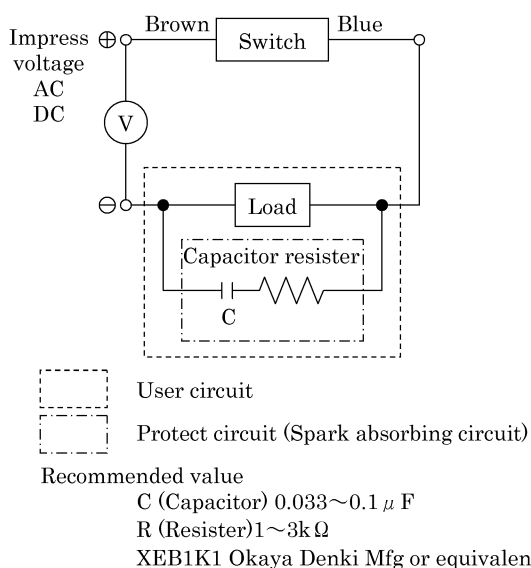 Impress
voltage
AC
DC
⊕
Brown
Switch
Blue
V
⊖
Load
Capacitor resister
C
User circuit
Protect circuit (Spark absorbing circuit)
Recommended value
C (Capacitor) 0.033～0.1 μ F
R (Resister)1～3k Ω
XEB1K1 Okaya Denki Mfg or equivalen